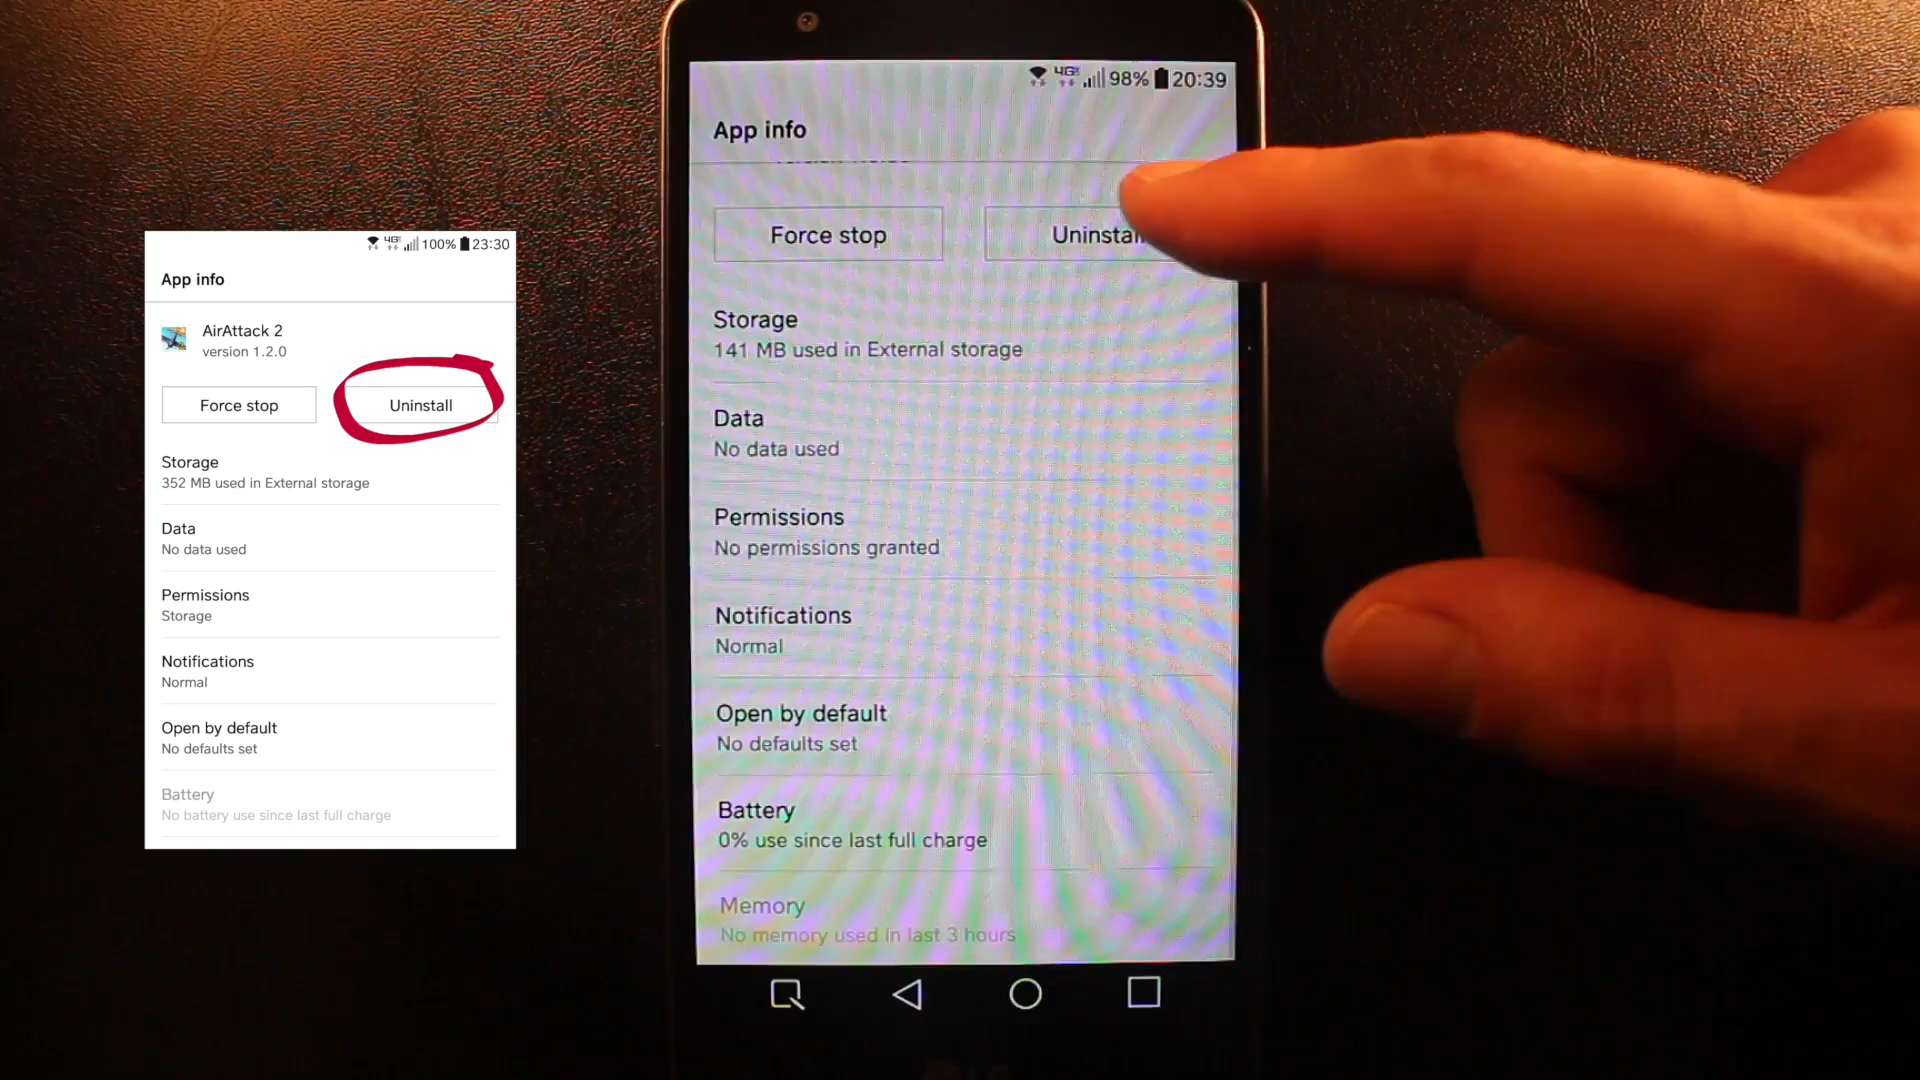 100% 23:30
App info
AirAttack 2
version 1.2.0
Force stop
Uninstall
Storage
352 MB used in External storage
Data
No data used
Permissions
Storage
Notifications
Normal
Open by default
No defaults set
Battery
No battery use since last full charge
4G 98% 20:39
App info
Force stop
Uninstall
Storage
141 MB used in External storage
Data
No data used
Permissions
No permissions granted
Notifications
Normal
Open by default
No defaults set
Battery
0% use since last full charge
Memory
No memory used in last 3 hours